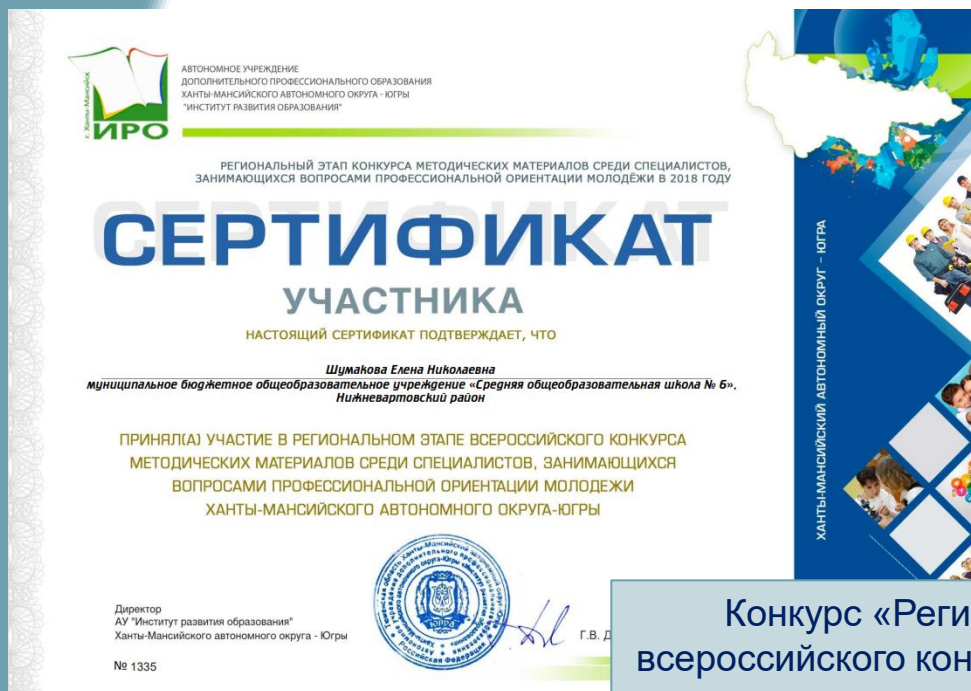 г. Ханты-Мансийск
ИРО
АВТОНОМНОЕ УЧРЕЖДЕНИЕ
ДОПОЛНИТЕЛЬНОГО ПРОФЕССИОНАЛЬНОГО ОБРАЗОВАНИЯ
ХАНТЫ-МАНСИЙСКОГО АВТОНОМНОГО ОКРУГА - ЮГРЫ
"ИНСТИТУТ РАЗВИТИЯ ОБРАЗОВАНИЯ"
РЕГИОНАЛЬНЫЙ ЭТАП КОНКУРСА МЕТОДИЧЕСКИХ МАТЕРИАЛОВ СРЕДИ СПЕЦИАЛИСТОВ,
ЗАНИМАЮЩИХСЯ ВОПРОСАМИ ПРОФЕССИОНАЛЬНОЙ ОРИЕНТАЦИИ МОЛОДЁЖИ В 2018 ГОДУ
СЕРТИФИКАТ
УЧАСТНИКА
НАСТОЯЩИЙ СЕРТИФИКАТ ПОДТВЕРЖДАЕТ, ЧТО
Шумакова Елена Николаевна
муниципальное бюджетное общеобразовательное учреждение «Средняя общеобразовательная школа № 6»,
Нижневартовский район
ПРИНЯЛ(А) УЧАСТИЕ В РЕГИОНАЛЬНОМ ЭТАПЕ ВСЕРОССИЙСКОГО КОНКУРСА
МЕТОДИЧЕСКИХ МАТЕРИАЛОВ СРЕДИ СПЕЦИАЛИСТОВ, ЗАНИМАЮЩИХСЯ
ВОПРОСАМИ ПРОФЕССИОНАЛЬНОЙ ОРИЕНТАЦИИ МОЛОДЕЖИ
ХАНТЫ-МАНСИЙСКОГО АВТОНОМНОГО ОКРУГА-ЮГРЫ
Директор
АУ "Институт развития образования"
Ханты-Мансийского автономного округа - Югры
Г.В. Д
№ 1335
ХАНТЫ-МАНСИЙСКИЙ АВТОНОМНЫЙ ОКРУГ – ЮГРА
Конкурс «Реги
всероссийского кон